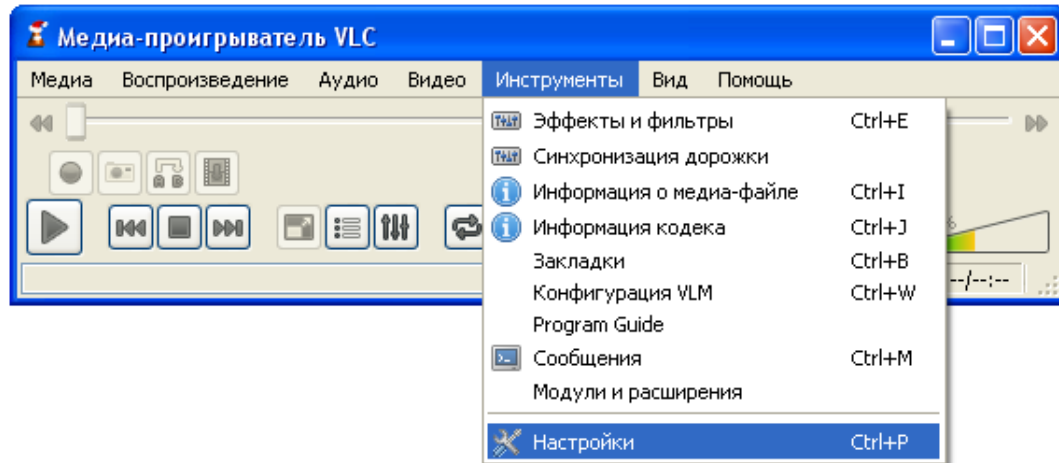 Медиа-проигрыватель VLC
Медиа Воспроизведение Аудио Видео Инструменты Вид Помощь
Эффекты и фильтры Ctrl+E
Синхронизация дорожки
Информация о медиа-файле Ctrl+I
Информация кодека Ctrl+J
Закладки Ctrl+B
Конфигурация VLM Ctrl+W
Program Guide
Сообщения Ctrl+M
Модули и расширения
Настройки Ctrl+P
%
--/--:--